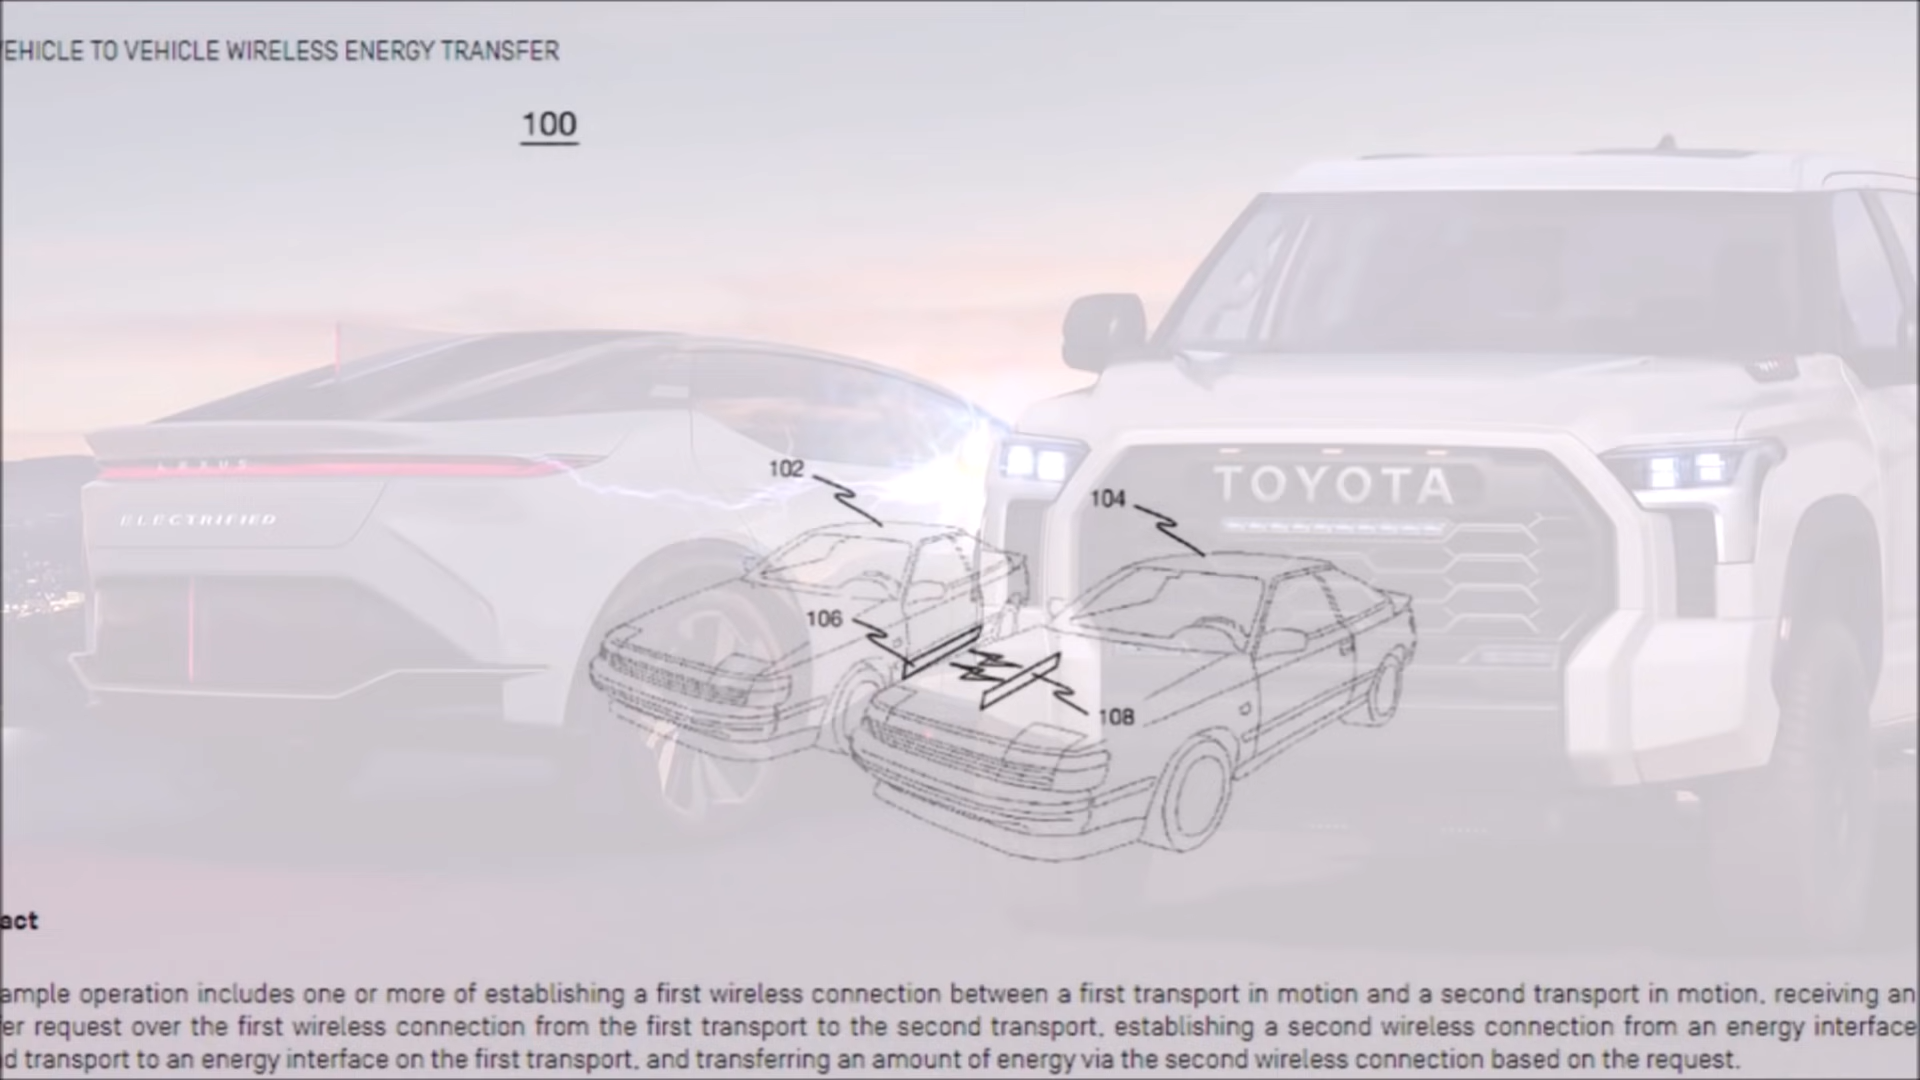 EHICLE TO VEHICLE WIRELESS ENERGY TRANSFER
100
LEXUS
ELECTRIFIED
TOYOTA
102
104
106
108
act
ample operation includes one or more of establishing a first wireless connection between a first transport in motion and a second transport in motion, receiving an
er request over the first wireless connection from the first transport to the second transport, establishing a second wireless connection from an energy interface
d transport to an energy interface on the first transport, and transferring an amount of energy via the second wireless connection based on the request.